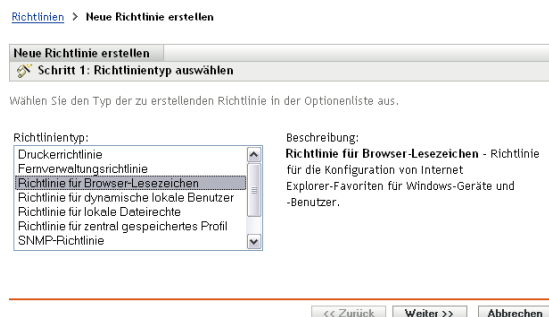 Richtlinien > Neue Richtlinie erstellen
Neue Richtlinie erstellen
Schritt 1: Richtlinientyp auswählen
Wählen Sie den Typ der zu erstellenden Richtlinie in der Optionenliste aus.
Richtlinientyp:
Druckerrichtlinie
Fernverwaltungsrichtlinie
Richtlinie für Browser-Lesezeichen
Richtlinie für dynamische lokale Benutzer
Richtlinie für lokale Dateirechte
Richtlinie für zentral gespeichertes Profil
SNMP-Richtlinie
Beschreibung:
Richtlinie für Browser-Lesezeichen - Richtlinie
für die Konfiguration von Internet
Explorer-Favoriten für Windows-Geräte und
-Benutzer.
<< Zurück Weiter >> Abbrechen